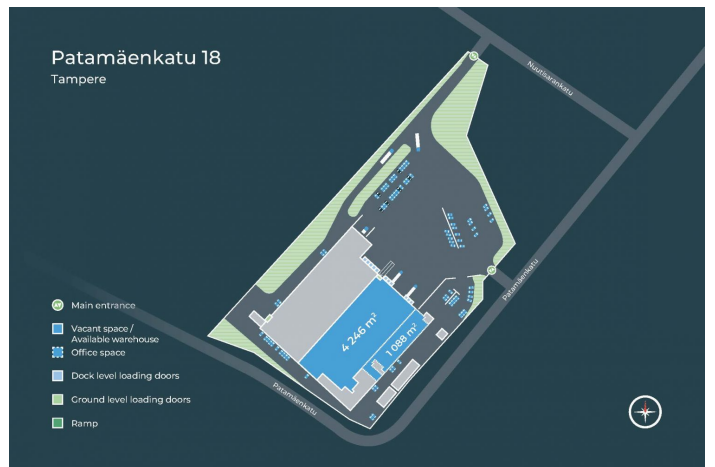 Patamäenkatu 18
Tampere
Nuutisarankatu
Patamäenkatu
4 246 m²
1 088 m²
Patamäenkatu
Main entrance
Vacant space /
Available warehouse
Office space
Dock level loading doors
Ground level loading doors
Ramp